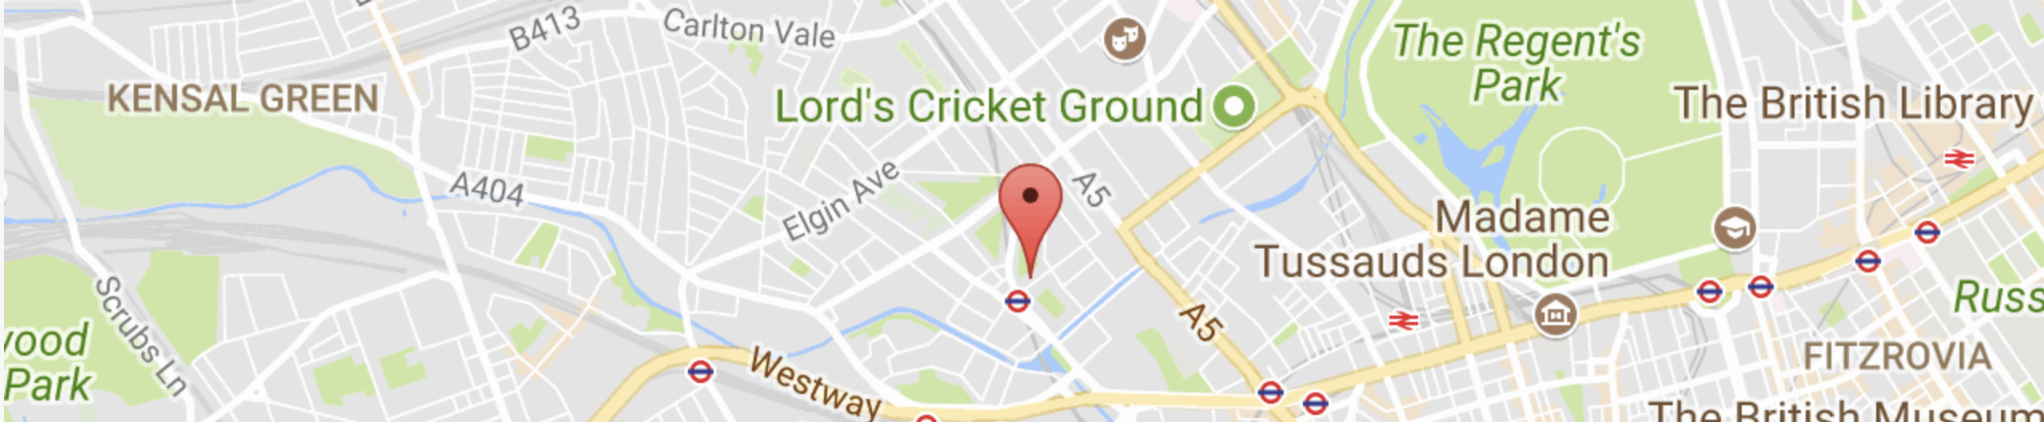 B413
Carlton Vale
The Regent's
Park
KENSAL GREEN
Lord's Cricket Ground
The British Library
A404
Elgin Ave
A5
Madame
Tussauds London
Scrubs Ln
A5
Russ
ood
Park
Westway
FITZROVIA
The British Museum